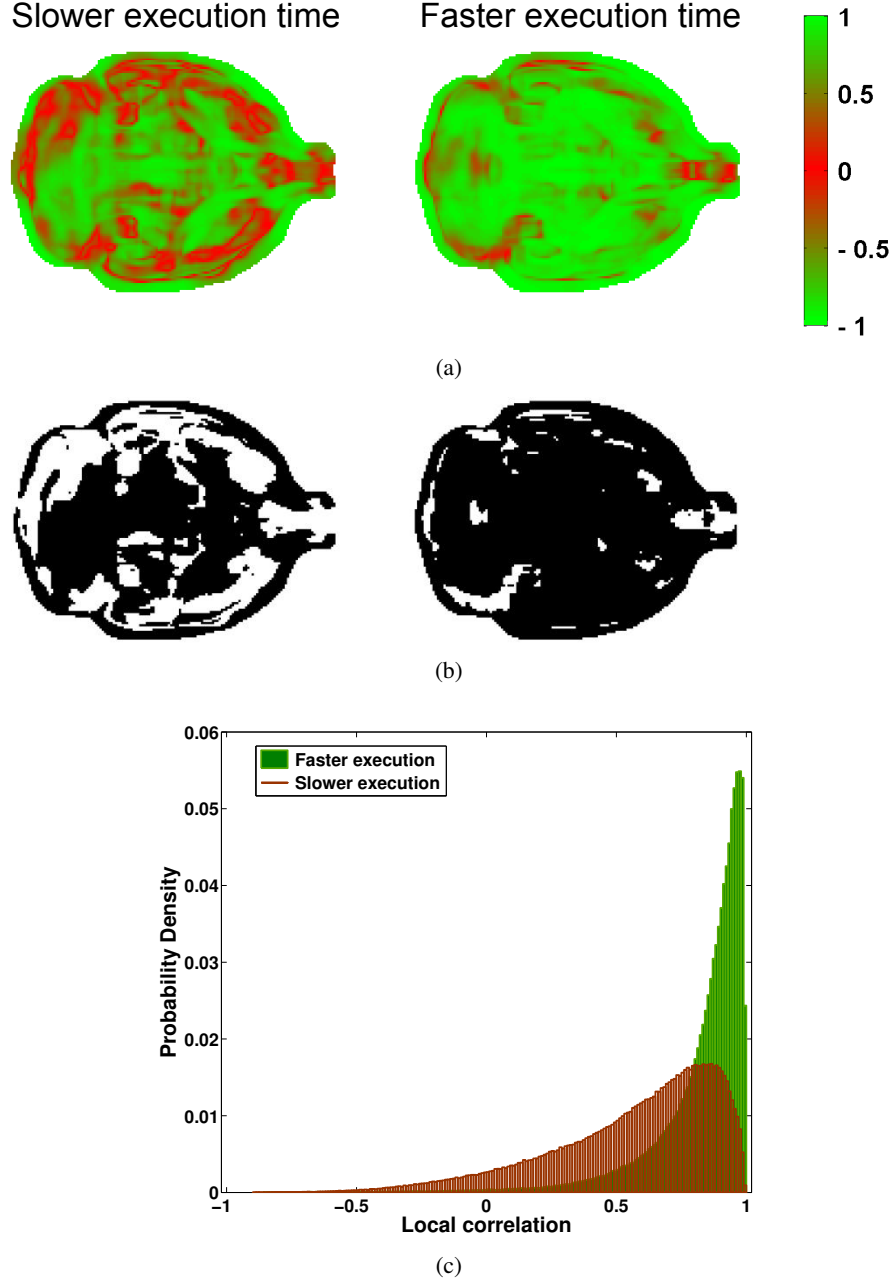 Slower execution time
Faster execution time
1
0.5
0
- 0.5
- 1
(a)
(b)
0.06
0.05
0.04
0.03
0.02
0.01
0
Probability Density
Faster execution
Slower execution
−1
−0.5
0
0.5
1
Local correlation
(c)